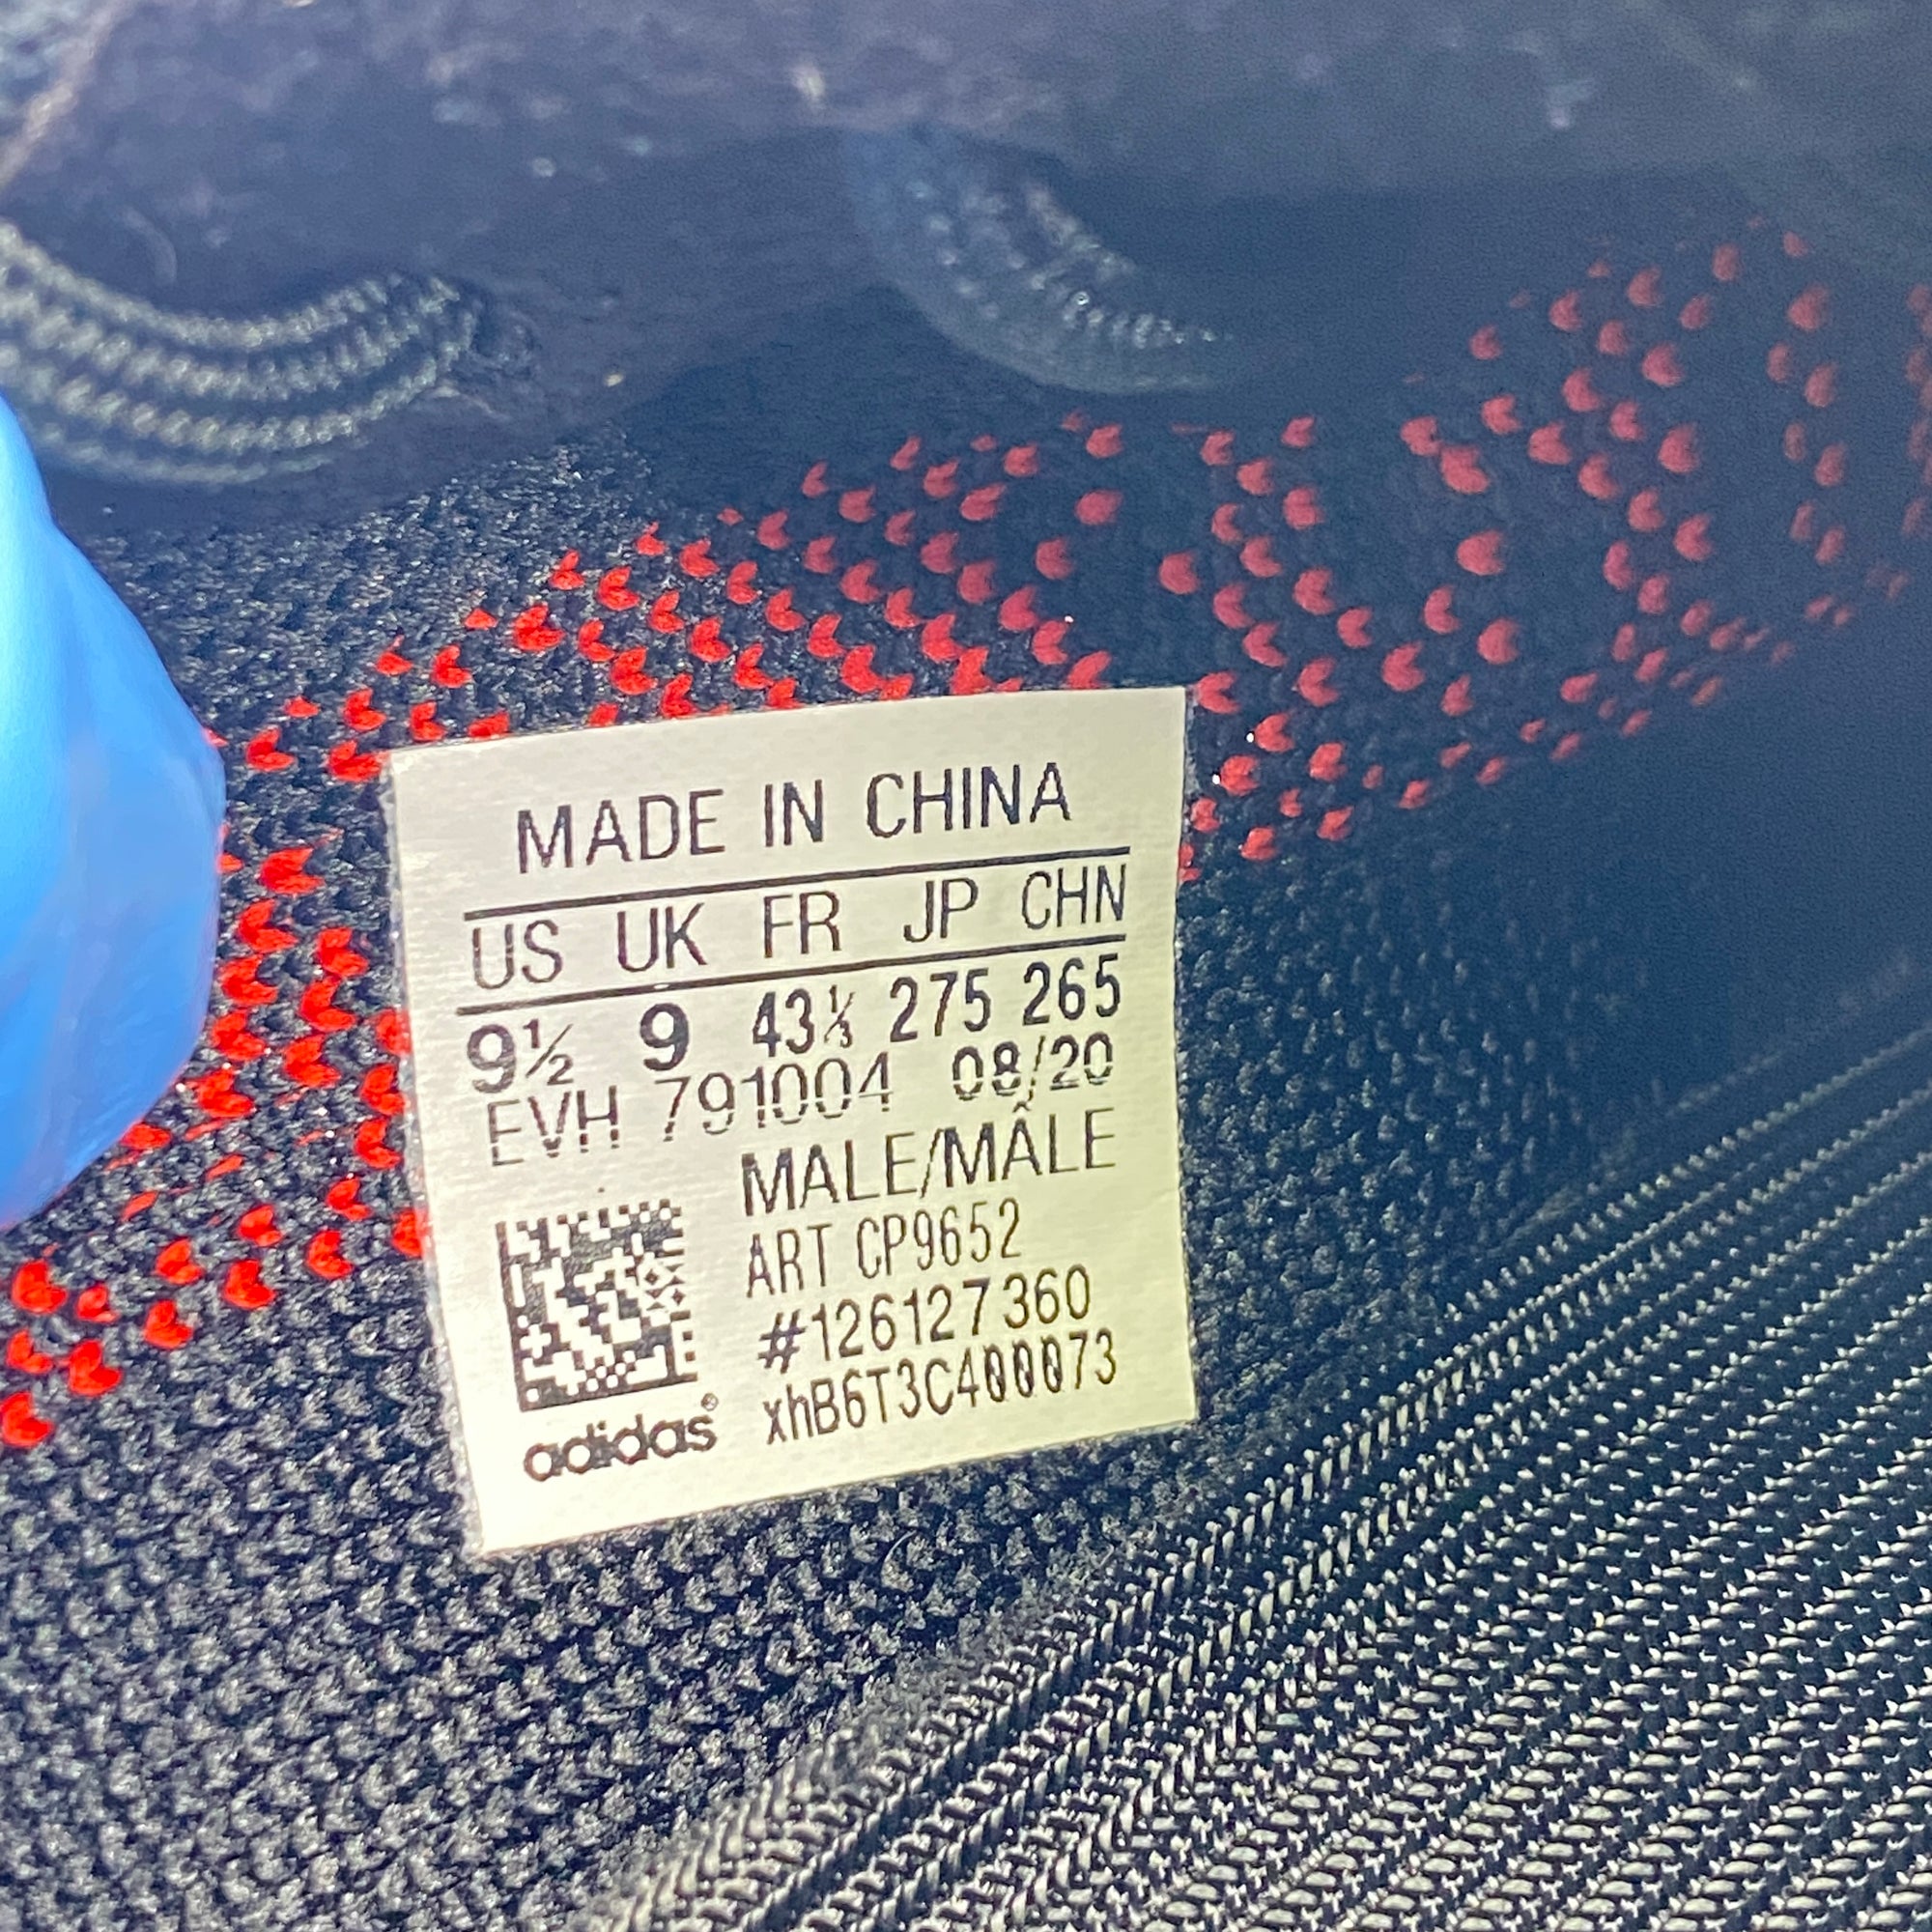 MADE IN CHINA
US UK FR JP CHN
9½ 9 43⅓ 275 265
EVH 791004 08/20
MALE/MÂLE
ART CP9652
#126127360
xhB6T3C400073
adidas®